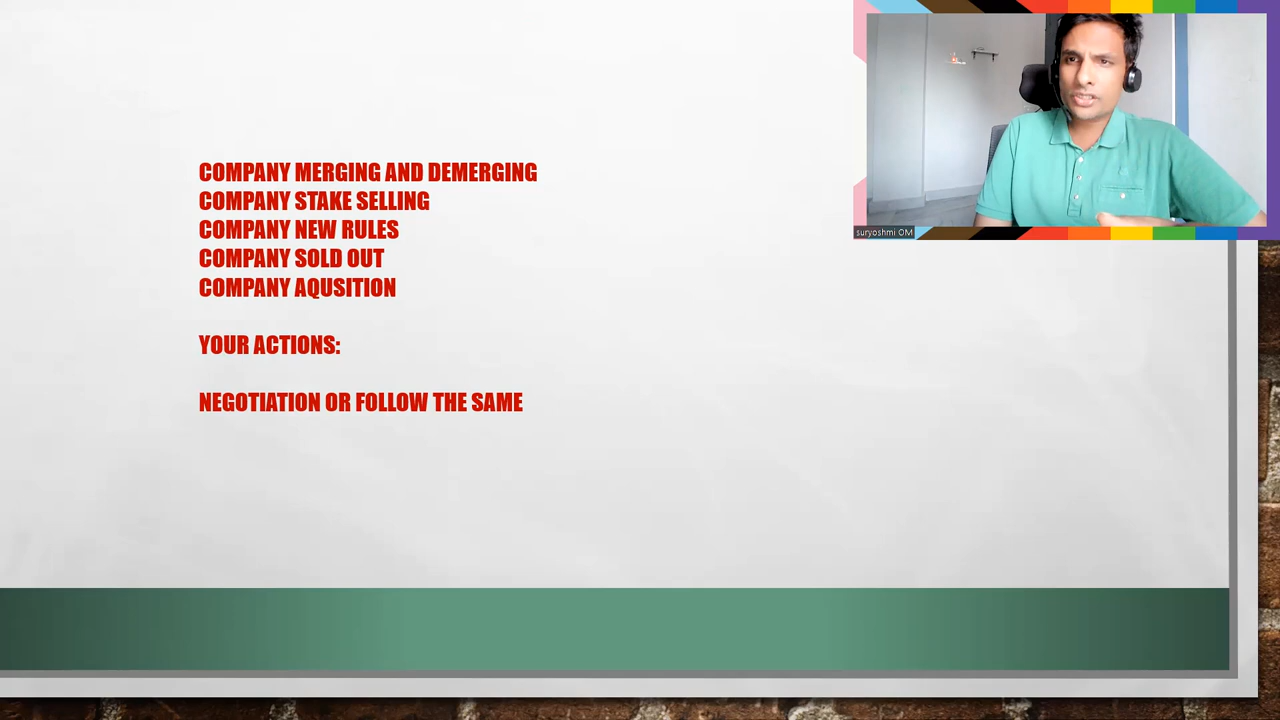 COMPANY MERGING AND DEMERGING
COMPANY STAKE SELLING
COMPANY NEW RULES
COMPANY SOLD OUT
COMPANY AQUSITION
YOUR ACTIONS:
NEGOTIATION OR FOLLOW THE SAME
suryoshmi OM